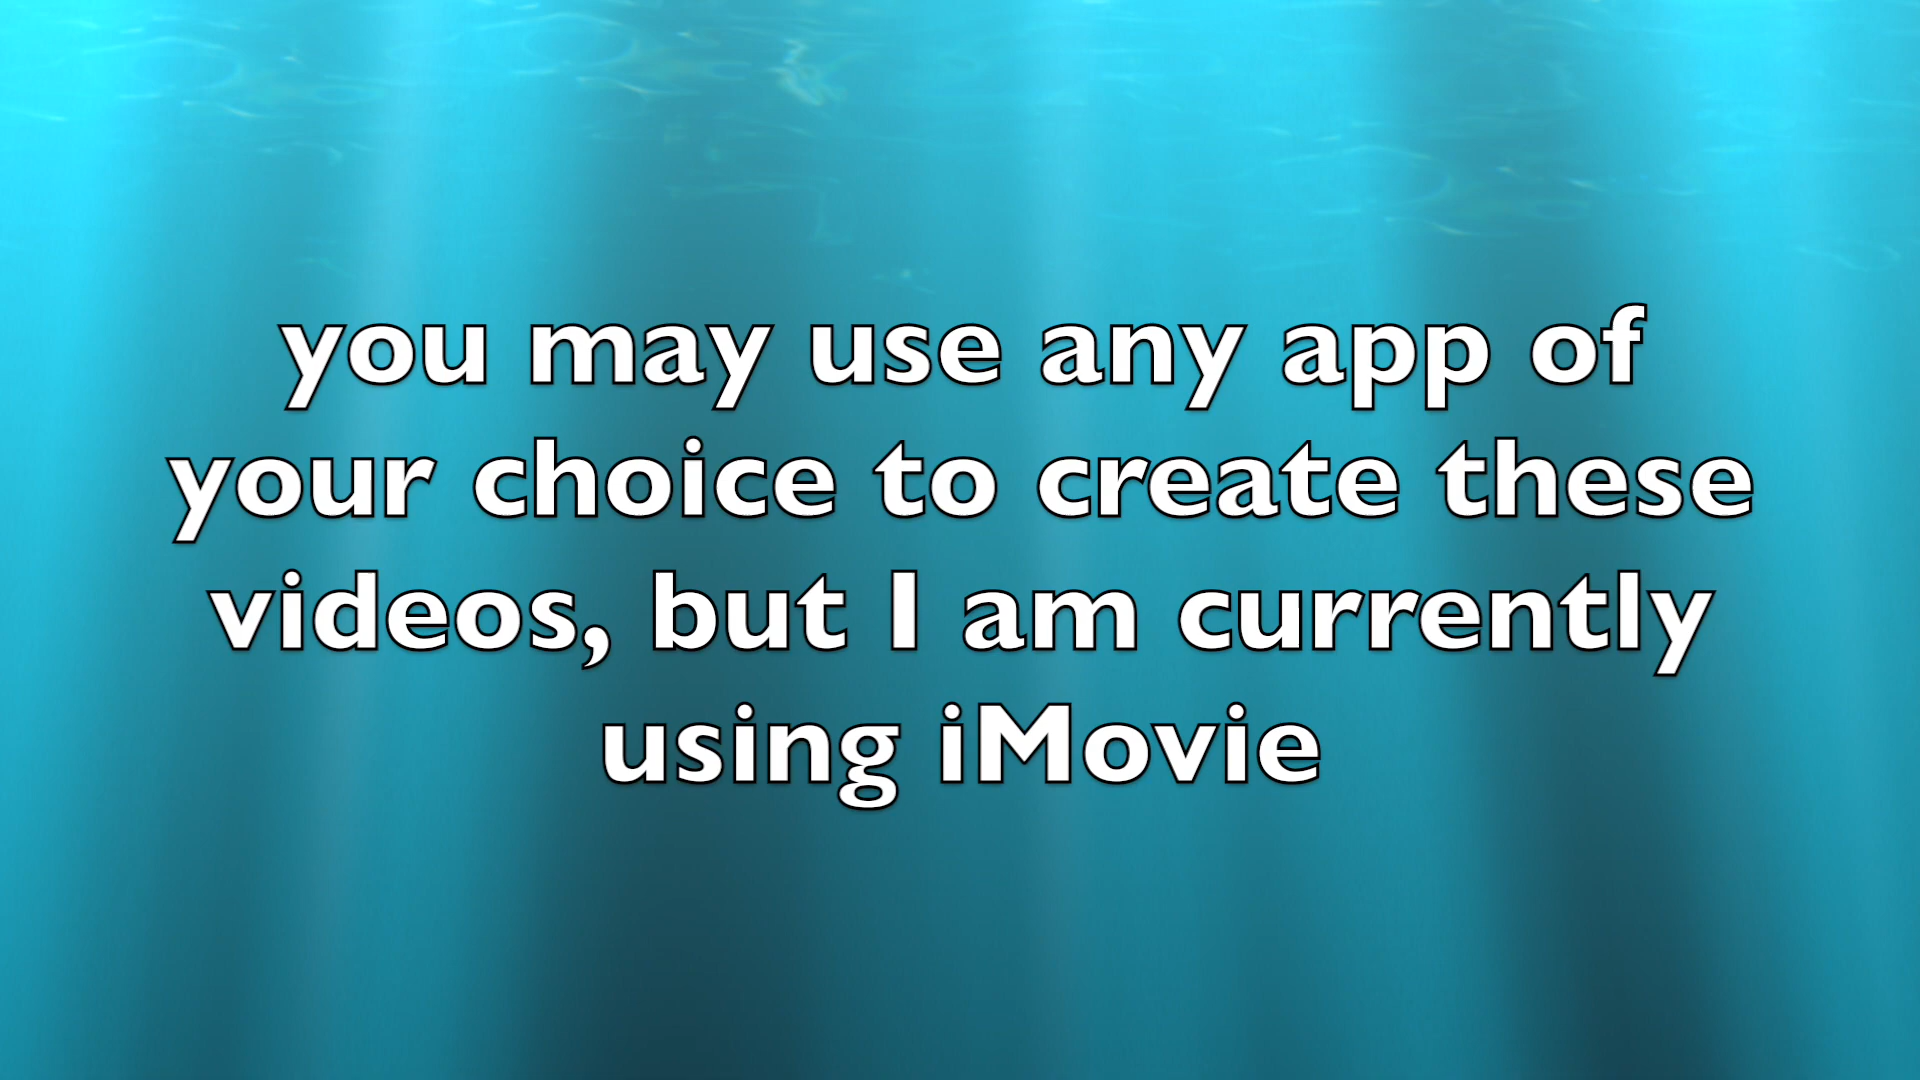 you may use any app of
your choice to create these
videos, but I am currently
using iMovie